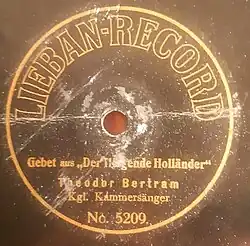 LIEBAN-RECORD
Gebet aus „Der fliegende Holländer"
Theodor Bertram
Kgl. Kammersänger
No. 5209.